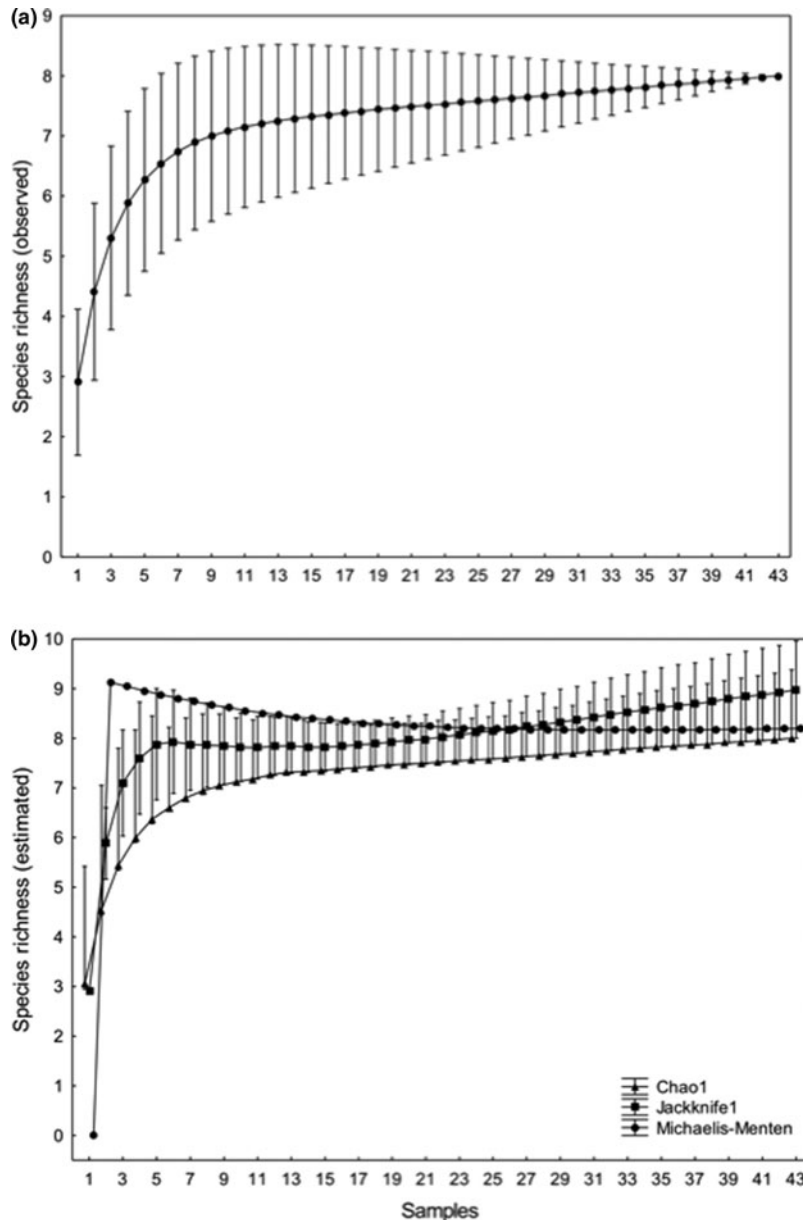 (a)
Species richness (observed)
9
8
7
6
5
4
3
2
1
0
1 3 5 7 9 11 13 15 17 19 21 23 25 27 29 31 33 35 37 39 41 43
(b)
Species richness (estimated)
10
9
8
7
6
5
4
3
2
1
0
Chao1
Jackknife1
Michaelis-Menten
1 3 5 7 9 11 13 15 17 19 21 23 25 27 29 31 33 35 37 39 41 43
Samples